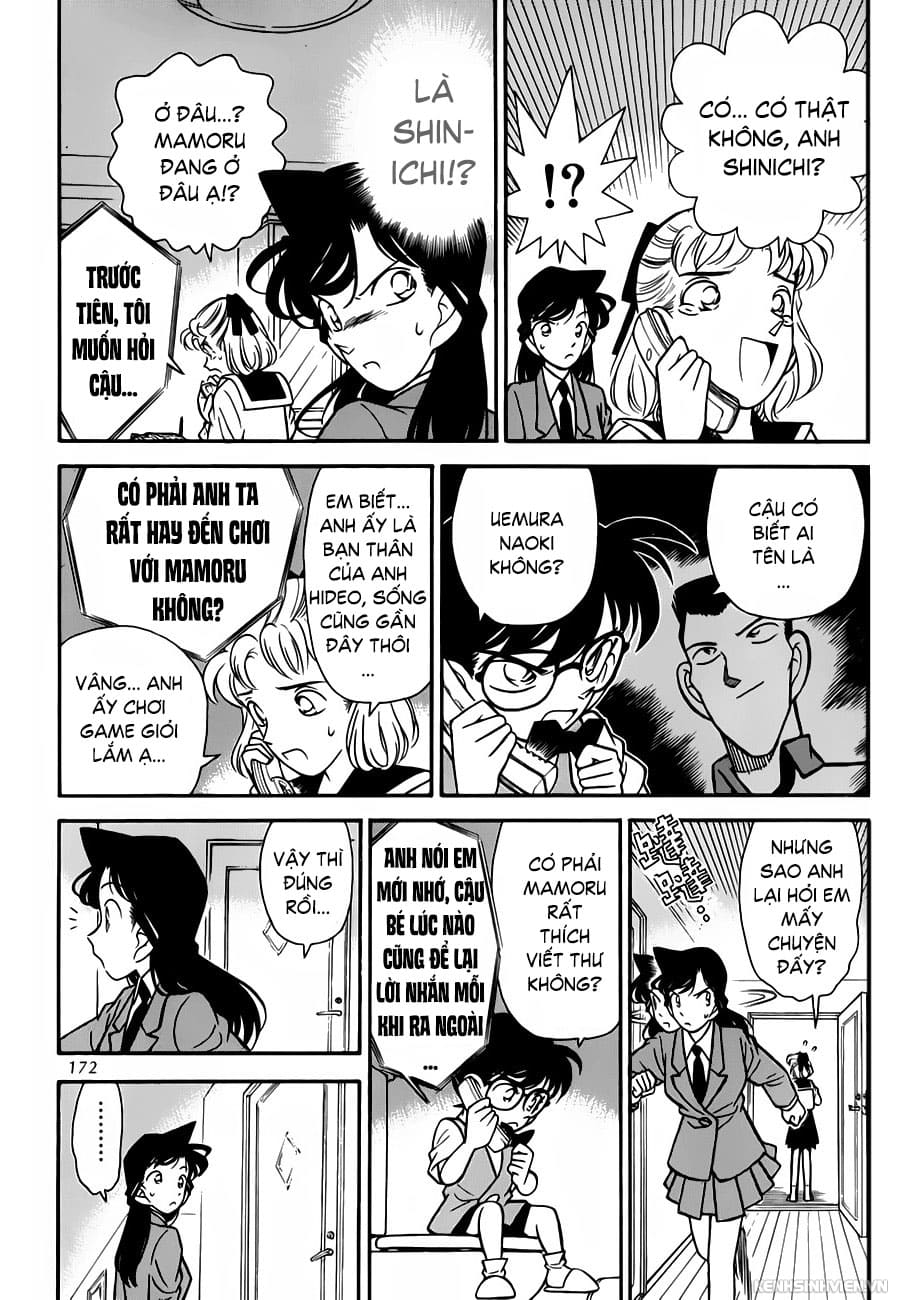 CÓ... CÓ THẬT
KHÔNG, ANH
SHINICHI?
!?
LÀ
SHIN-
ICHI!?
Ở ĐÂU...?
MAMORU
ĐANG Ở
ĐÂU Ạ!?
TRƯỚC
TIÊN, TÔI
MUỐN HỎI
CẬU...
CẬU CÓ
BIẾT AI
TÊN LÀ
...
UEMURA
NAOKI
KHÔNG?
EM BIẾT...
ANH ẤY LÀ
BẠN THÂN
CỦA ANH
HIDEO, SỐNG
CŨNG GẦN
ĐÂY THÔI
...
CÓ PHẢI ANH TA
RẤT HAY ĐẾN CHƠI
VỚI MAMORU
KHÔNG?
VÂNG... ANH
ẤY CHƠI
GAME GIỎI
LẮM Ạ...
NHƯNG
SAO ANH
LẠI HỎI EM
MẤY
CHUYỆN
ĐẤY?
CÓ PHẢI
MAMORU
RẤT
THÍCH
VIẾT THƯ
KHÔNG?
ANH NÓI EM
MỚI NHỚ, CẬU
BÉ LÚC NÀO
CŨNG ĐỂ LẠI
LỜI NHẮN MỖI
KHI RA NGOÀI
...
VẬY THÌ
ĐÚNG
RỒI...
172
.........
KENHSINHVIEN.VN